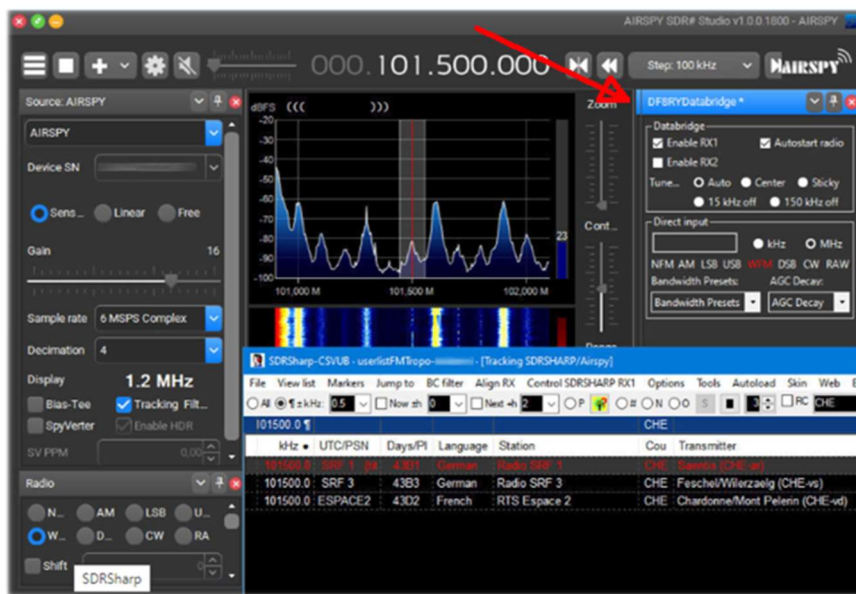 AIRSPY SDR# Studio v1.0.0.1800 - AIRSPY
000.101.500.000
Step: 100 kHz
AIRSPY
Source: AIRSPY
AIRSPY
Device SN
Sens...
Linear
Free
Gain
16
Sample rate
6 MSPS Complex
Decimation
4
Display
1.2 MHz
Bias-Tee
Tracking Filt...
SpyVerter
Enable HDR
SV PPM
0,00
Radio
N...
AM
LSB
U...
W...
D...
CW
RA
Shift
0
SDRSharp
dBFS
(((
)))
-20
-30
-40
-50
-60
-70
-80
-90
-100
101,000 M
101,500 M
102,000 M
23
Zoom
Cont...
Range
DF8RYDatabridge *
Databridge
Enable RX1
Autostart radio
Enable RX2
Tune...
Auto
Center
Sticky
15 kHz off
150 kHz off
Direct input
kHz
MHz
NFM AM LSB USB WFM DSB CW RAW
Bandwidth Presets:
AGC Decay:
Bandwidth Presets
AGC Decay
SDRSharp-CSVUB - userlistFMTropo- - [Tracking SDRSHARP/Airspy]
File View list Markers Jump to BC filter Align RX Control SDRSHARP RX1 Options Tools Autoload Skin Web
All ¶ ± kHz: 0.5 Now ±h 0 Next +h 2 P # N O S 3 RC CHE
101500.0 ¶ CHE
kHz UTC/PSN Days/PI Language Station Cou Transmitter
101500.0 SRF 1 43B1 German Radio SRF 1 CHE
101500.0 SRF 3 43B3 German Radio SRF 3 CHE Feschel/Wilerzaelg (CHE-vs)
101500.0 ESPACE2 43D2 French RTS Espace 2 CHE Chardonne/Mont Pelerin (CHE-vd)